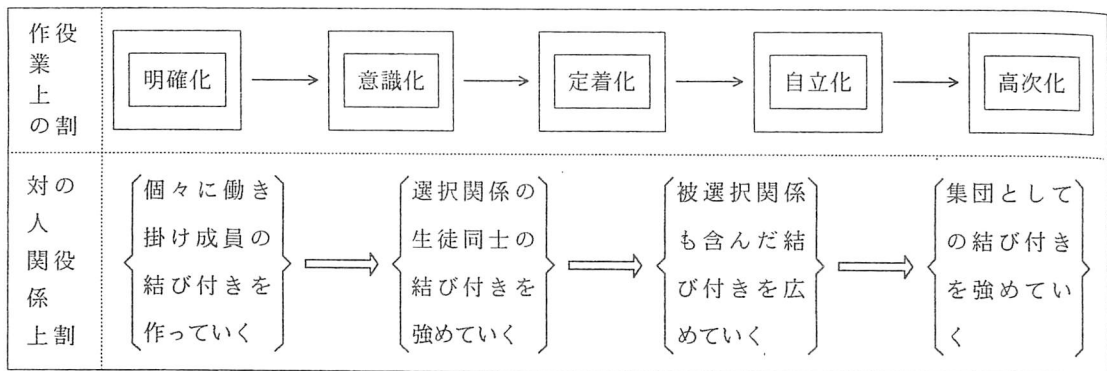 作業上の役割
明確化
意識化
定着化
自立化
高次化
対人関係上の役割
個々に働き
掛け成員の
結び付きを
作っていく
選択関係の
生徒同士の
結び付きを
強めていく
被選択関係
も含んだ結
び付きを広
めていく
集団として
の結び付き
を強めてい
く